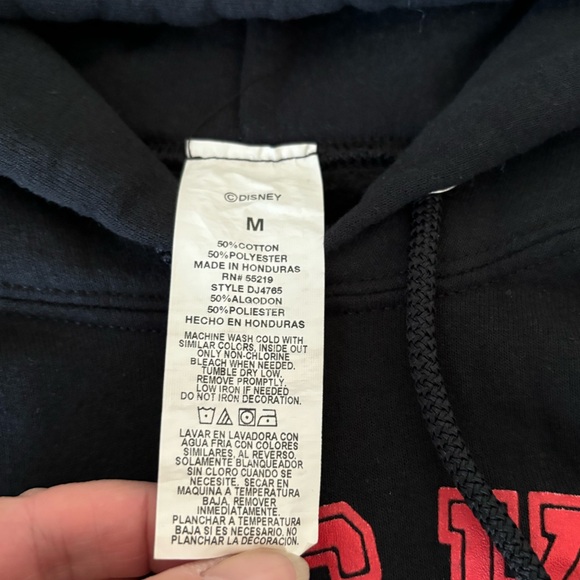 ©DISNEY
M
50%COTTON
50%POLYESTER
MADE IN HONDURAS
RN# 55219
STYLE DJ4765
50%ALGODON
50%POLIESTER
HECHO EN HONDURAS
MACHINE WASH COLD WITH
SIMILAR COLORS, INSIDE OUT
ONLY NON-CHLORINE
BLEACH WHEN NEEDED.
TUMBLE DRY LOW.
REMOVE PROMPTLY.
LOW IRON IF NEEDED
DO NOT IRON DECORATION.
LAVAR EN LAVADORA CON
AGUA FRIA CON COLORES
SIMILARES, AL REVERSO.
SOLAMENTE BLANQUEADOR
SIN CLORO CUANDO SE
NECESITE. SECAR EN
MAQUINA A TEMPERATURA
BAJA, REMOVER
INMEDIATAMENTE.
PLANCHAR A TEMPERATURA
BAJA SI ES NECESARIO. NO
PLANCHAR LA DECORACION.